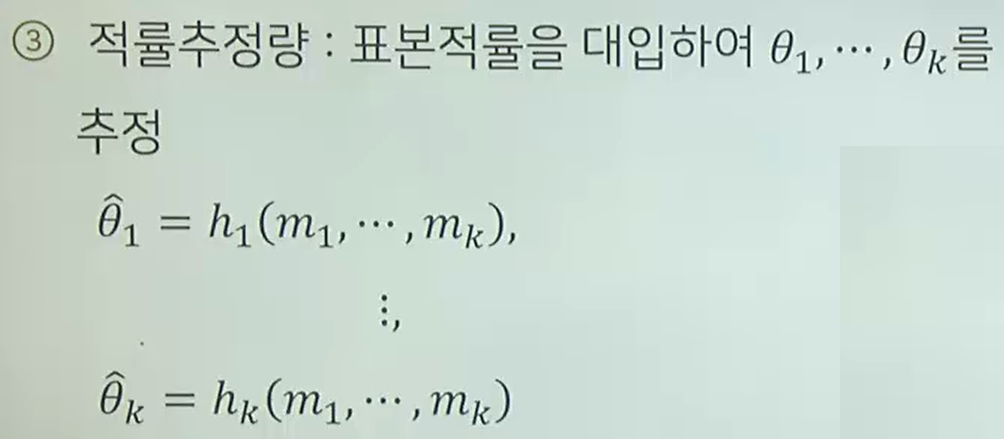 ③ 적률추정량 : 표본적률을 대입하여 θ₁, ⋯ , θₖ를
추정
θ̂₁ = h₁(m₁, ⋯ , mₖ),
⋮,
θ̂ₖ = hₖ(m₁, ⋯ , mₖ)